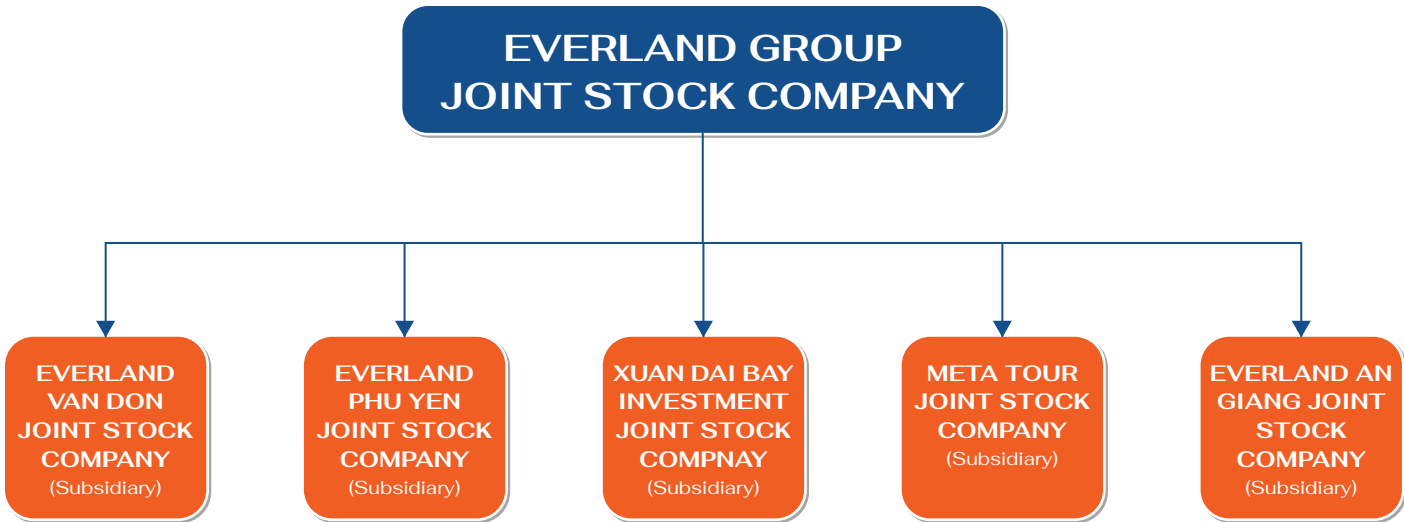 EVERLAND GROUP
JOINT STOCK COMPANY
EVERLAND
VAN DON
JOINT STOCK
COMPANY
(Subsidiary)
EVERLAND
PHU YEN
JOINT STOCK
COMPANY
(Subsidiary)
XUAN DAI BAY
INVESTMENT
JOINT STOCK
COMPNAY
(Subsidiary)
META TOUR
JOINT STOCK
COMPANY
(Subsidiary)
EVERLAND AN
GIANG JOINT
STOCK
COMPANY
(Subsidiary)